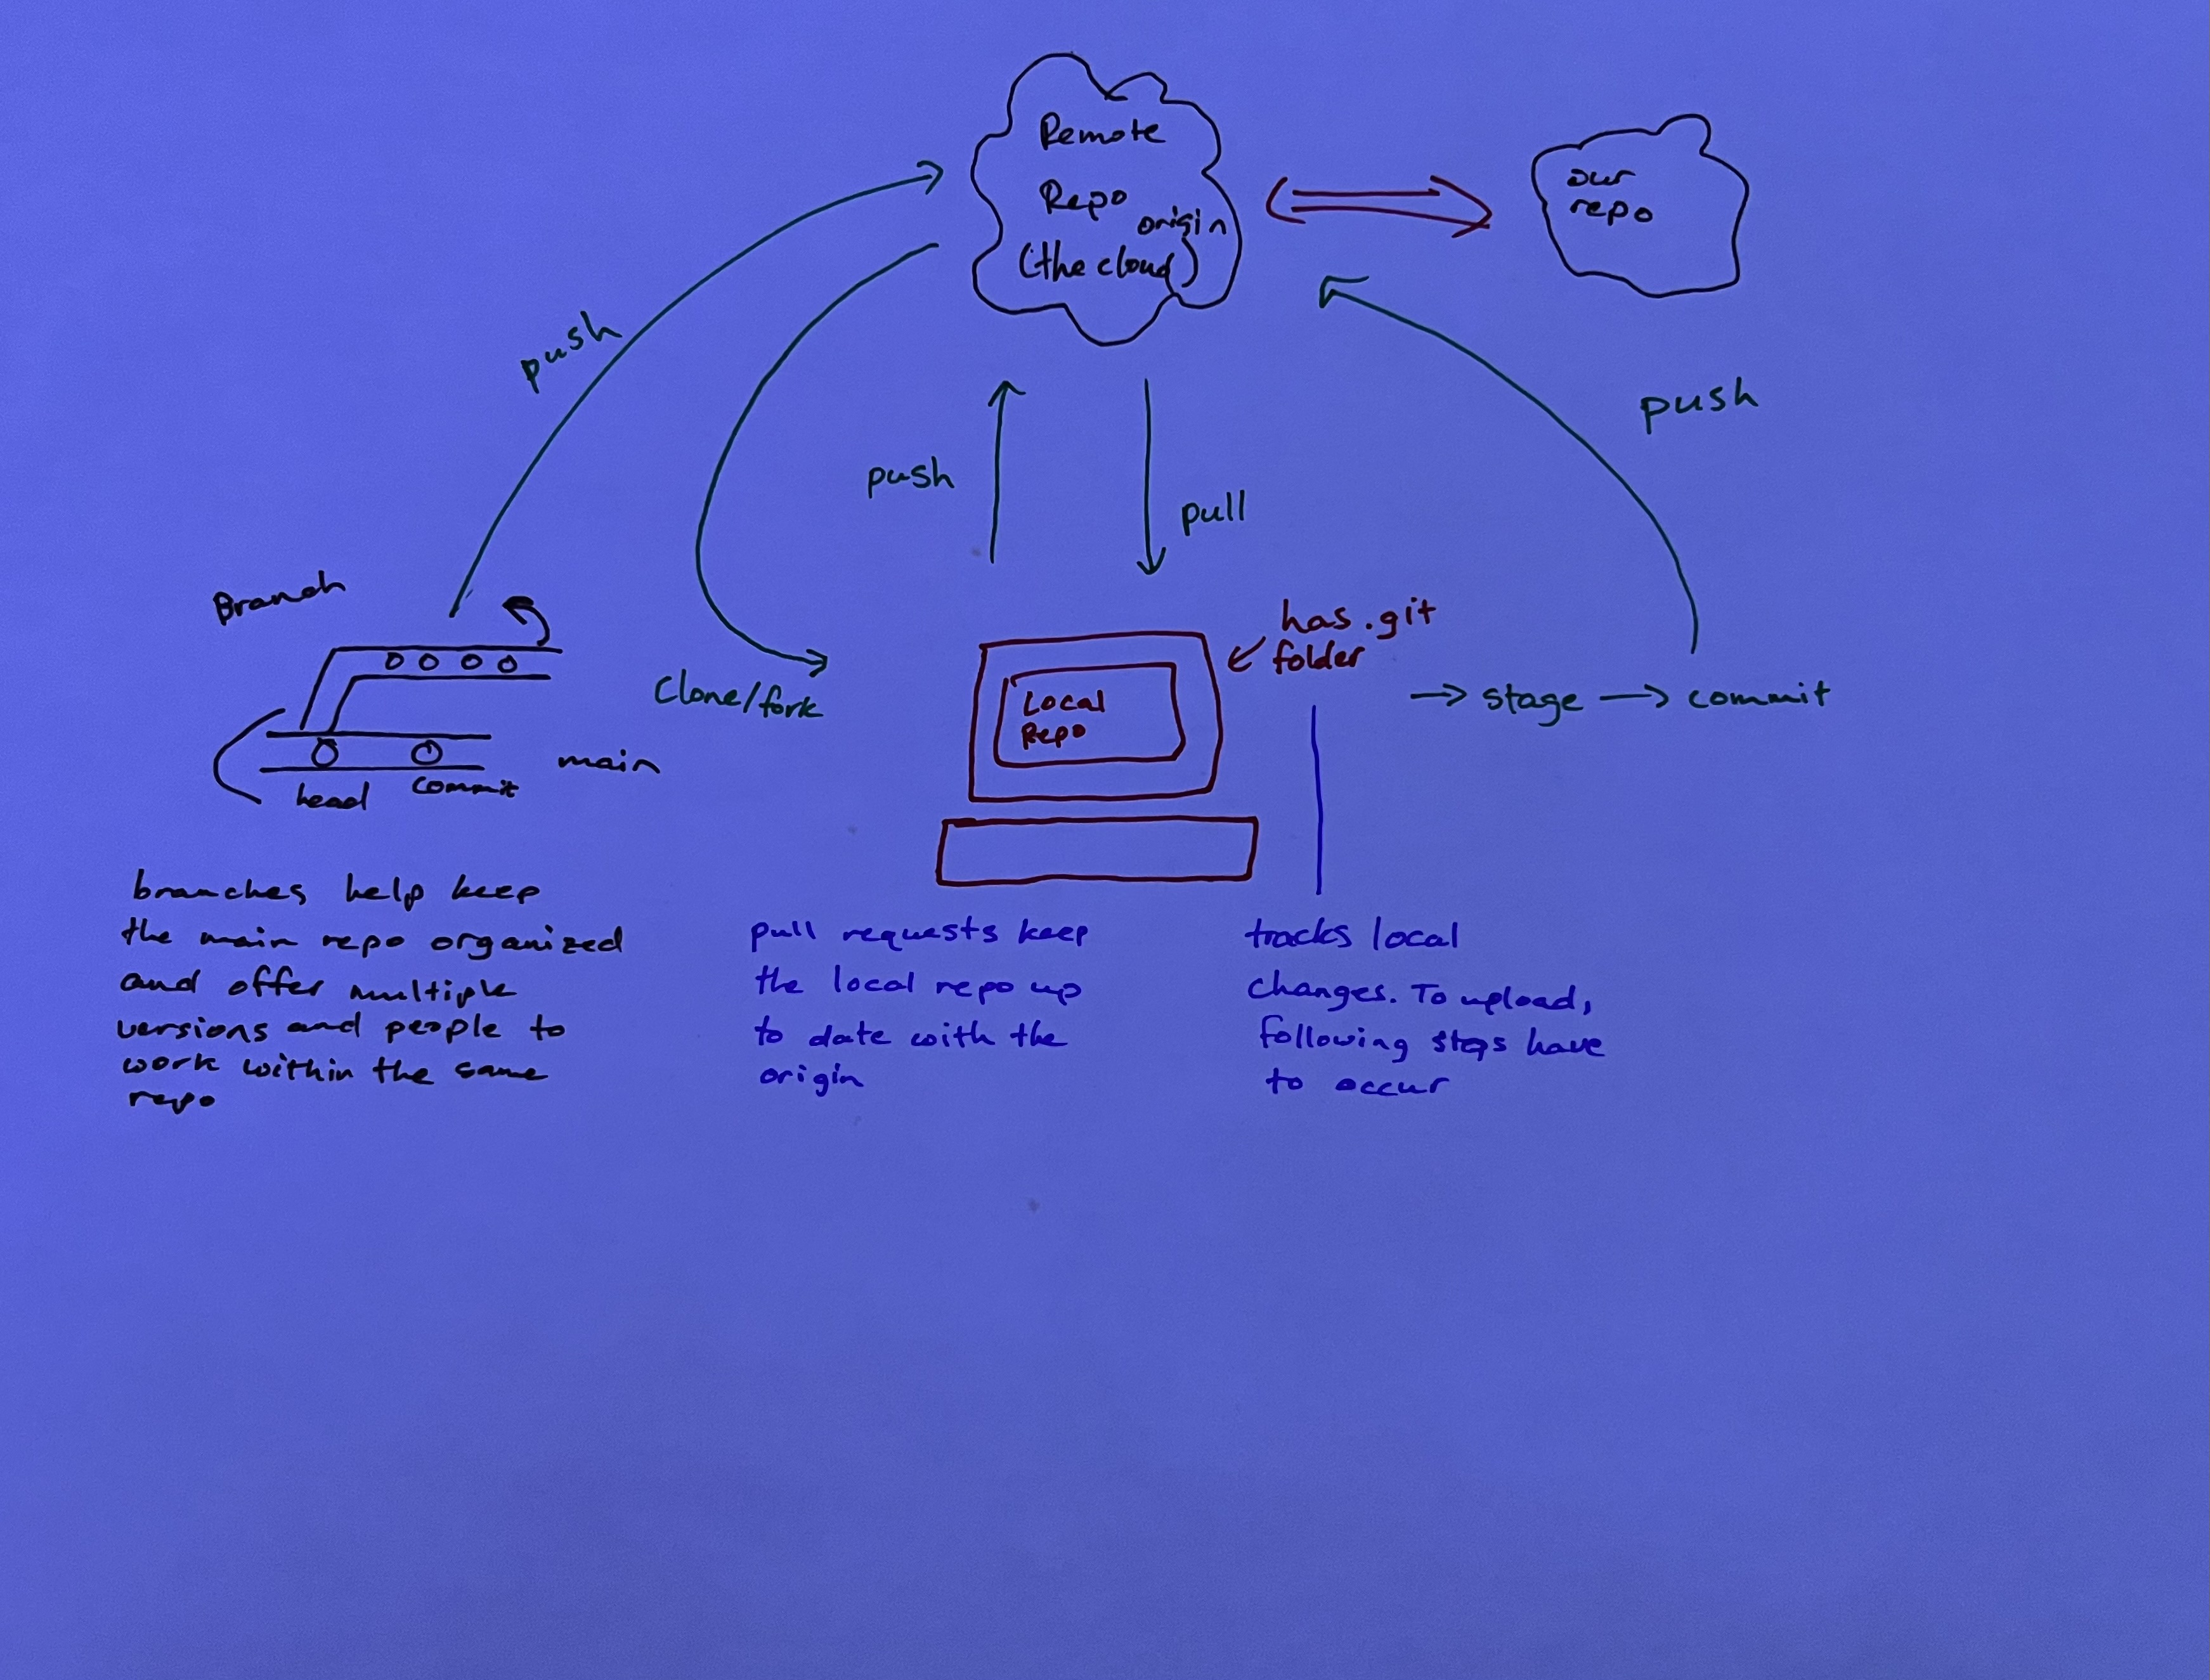 Remote
Repo
origin
(the cloud)
our
repo
push
push
push
pull
Branch
has .git
folder
Clone/fork
Local
Repo
→ stage → commit
main
head
commit
branches help keep
the main repo organized
and offer multiple
versions and people to
work within the same
repo
pull requests keep
the local repo up
to date with the
origin
tracks local
changes. To upload,
following steps have
to occur